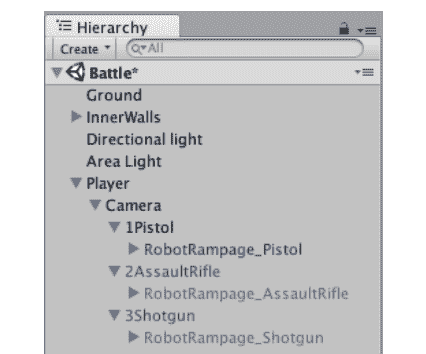 Hierarchy
Create All
Battle*
Ground
InnerWalls
Directional light
Area Light
Player
Camera
1Pistol
RobotRampage_Pistol
2AssaultRifle
RobotRampage_AssaultRifle
3Shotgun
RobotRampage_Shotgun